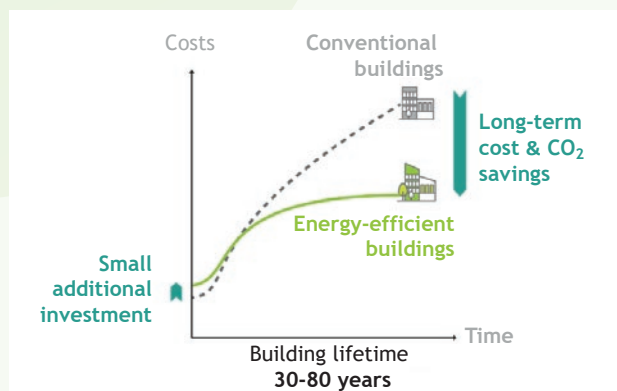 Costs
Conventional
buildings
Long-term
cost & CO₂
savings
Energy-efficient
buildings
Small
additional
investment
Time
Building lifetime
30-80 years